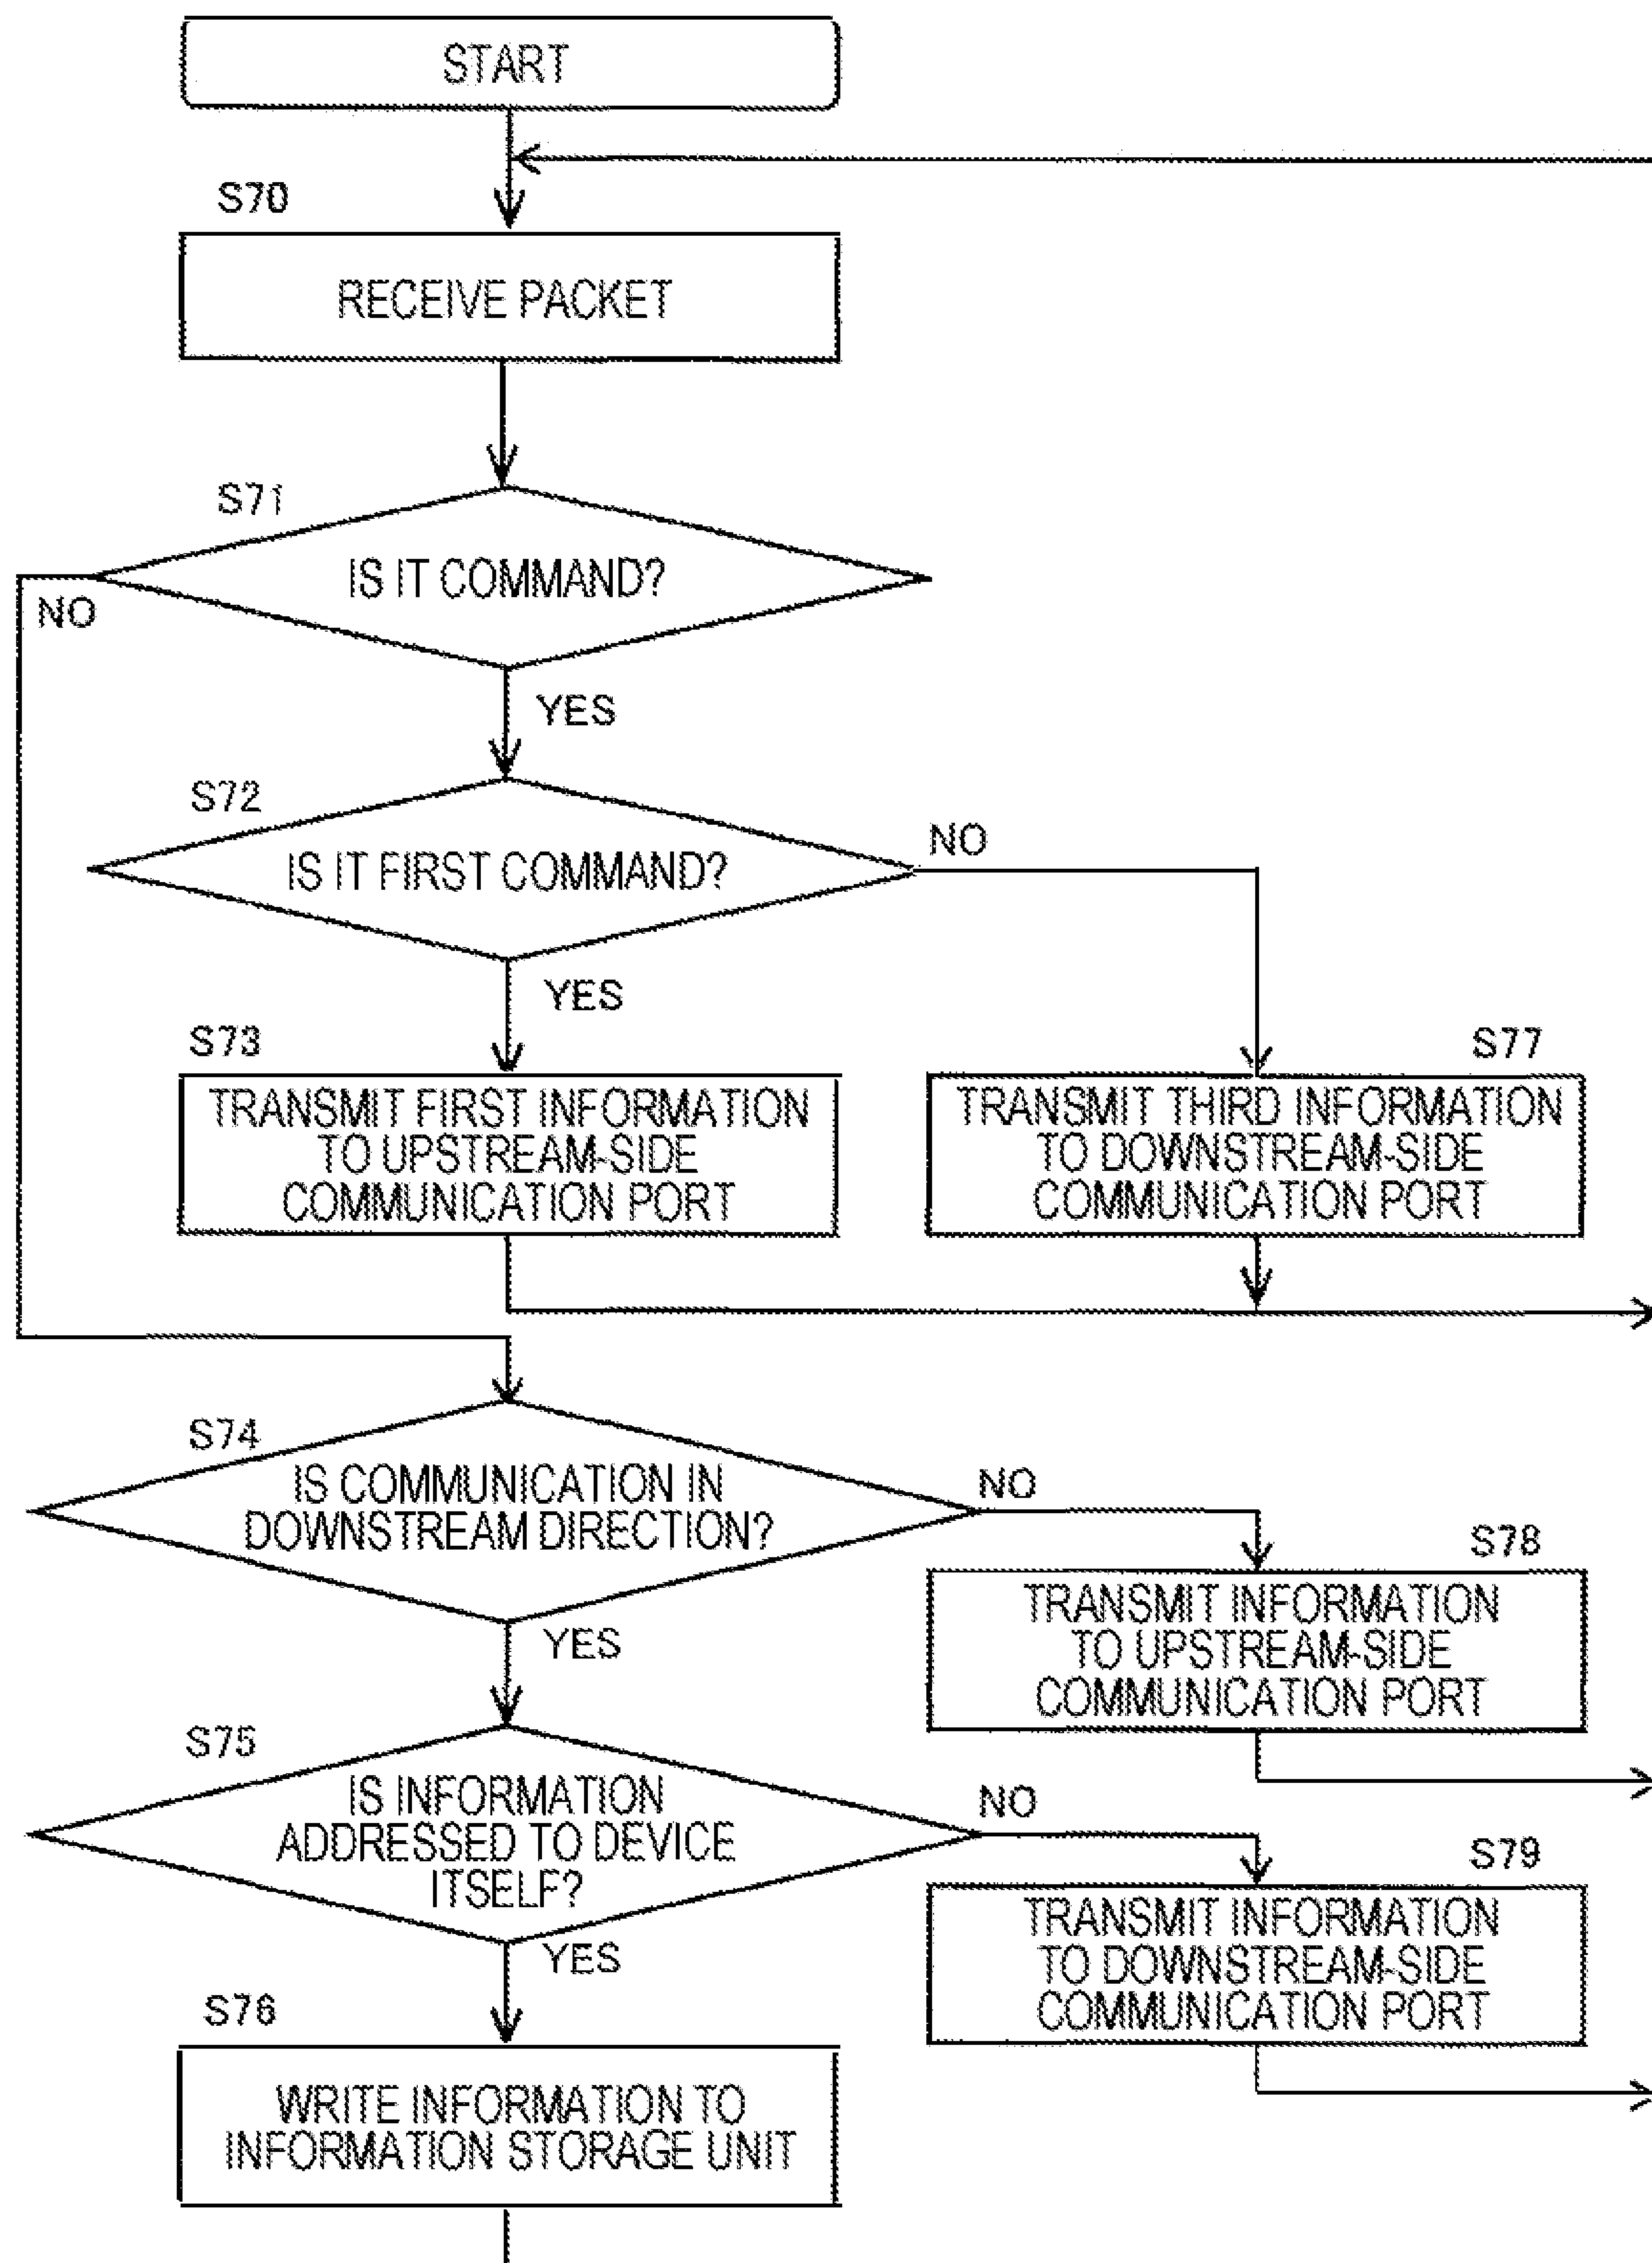 START
S70
RECEIVE PACKET
S71
IS IT COMMAND?
NO
YES
S72
IS IT FIRST COMMAND?
NO
YES
S73
TRANSMIT FIRST INFORMATION
TO UPSTREAM-SIDE
COMMUNICATION PORT
S77
TRANSMIT THIRD INFORMATION
TO DOWNSTREAM-SIDE
COMMUNICATION PORT
S74
IS COMMUNICATION IN
DOWNSTREAM DIRECTION?
NO
YES
S78
TRANSMIT INFORMATION
TO UPSTREAM-SIDE
COMMUNICATION PORT
S75
IS INFORMATION
ADDRESSED TO DEVICE
ITSELF?
NO
YES
S79
TRANSMIT INFORMATION
TO DOWNSTREAM-SIDE
COMMUNICATION PORT
S76
WRITE INFORMATION TO
INFORMATION STORAGE UNIT